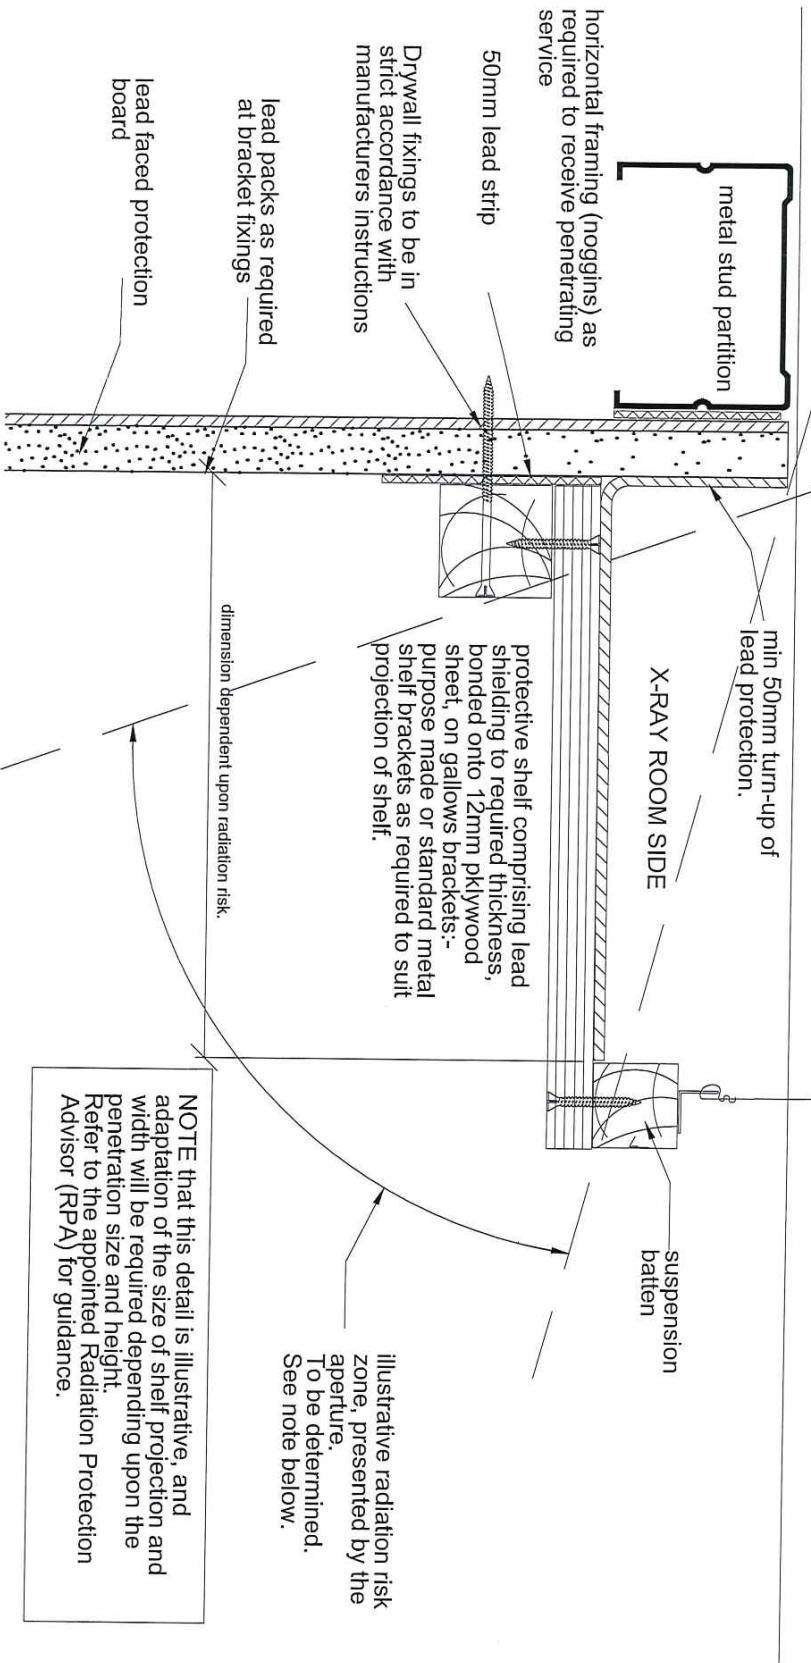 horizontal framing (noggins) as
required to receive penetrating
service
metal stud partition
50mm lead strip
Drywall fixings to be in
strict accordance with
manufacturers instructions
lead packs as required
at bracket fixings
lead faced protection
board
min 50mm turn-up of
lead protection.
X-RAY ROOM SIDE
protective shelf comprising lead
shielding to required thickness,
bonded onto 12mm pklywood
sheet, on gallows brackets:-
purpose made or standard metal
shelf brackets as required to suit
projection of shelf.
dimension dependent upon radiation risk.
suspension
batten
illustrative radiation risk
zone, presented by the
aperture.
To be determined.
See note below.
NOTE that this detail is illustrative, and
adaptation of the size of shelf projection and
width will be required depending upon the
penetration size and height.
Refer to the appointed Radiation Protection
Advisor (RPA) for guidance.